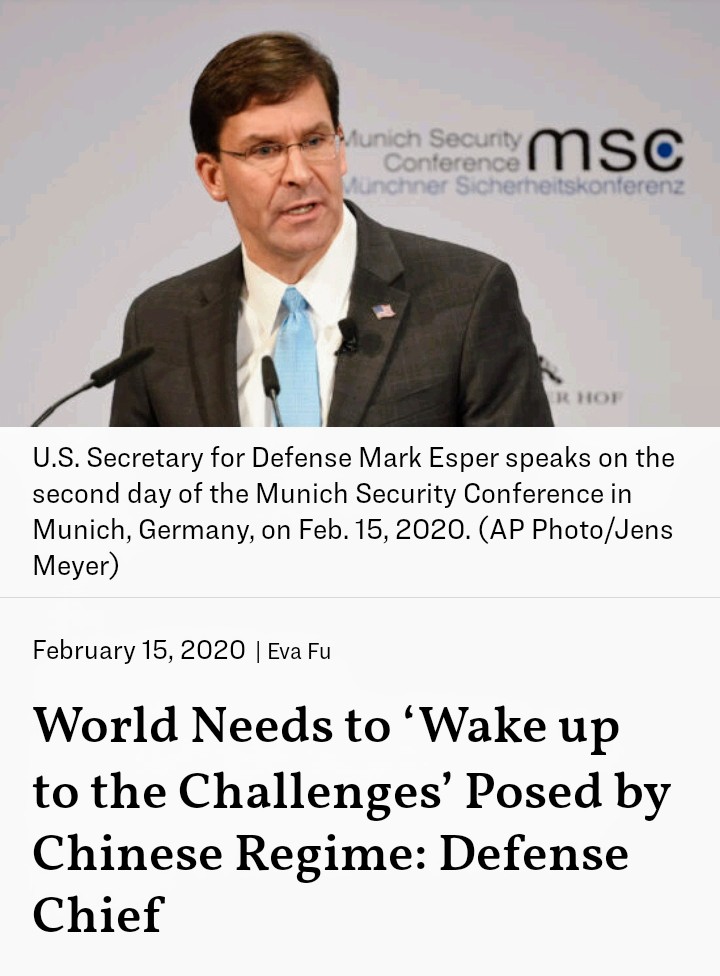 Munich Security
Conference
msc
Münchner Sicherheitskonferenz
ER HOF
U.S. Secretary for Defense Mark Esper speaks on the
second day of the Munich Security Conference in
Munich, Germany, on Feb. 15, 2020. (AP Photo/Jens
Meyer)
February 15, 2020 | Eva Fu
World Needs to ‘Wake up
to the Challenges’ Posed by
Chinese Regime: Defense
Chief